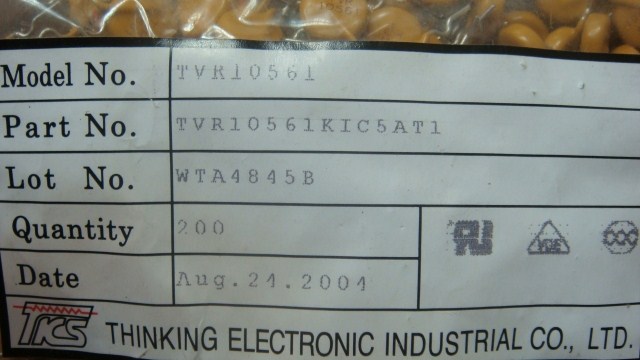 Model No. TVR10561
Part No. TVR10561KIC5AT1
Lot No. WTA4845B
Quantity 200
Date Aug.24.2004
TKS THINKING ELECTRONIC INDUSTRIAL CO., LTD.